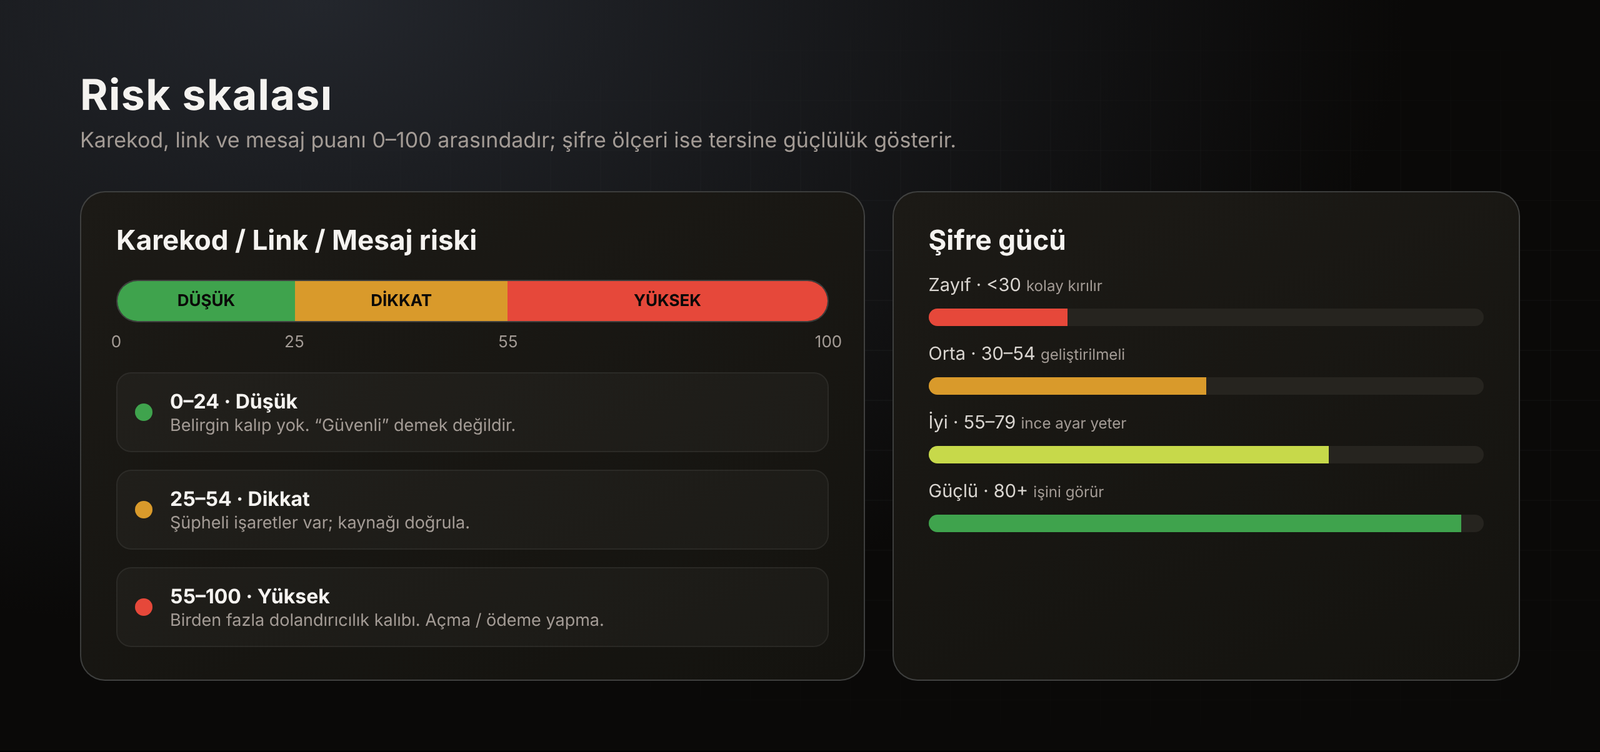 Risk skalası
Karekod, link ve mesaj puanı 0–100 arasındadır; şifre ölçeri ise tersine güçlülük gösterir.
Karekod / Link / Mesaj riski
DÜŞÜK DİKKAT YÜKSEK
0 25 55 100
0–24 · Düşük
Belirgin kalıp yok. “Güvenli” demek değildir.
25–54 · Dikkat
Şüpheli işaretler var; kaynağı doğrula.
55–100 · Yüksek
Birden fazla dolandırıcılık kalıbı. Açma / ödeme yapma.
Şifre gücü
Zayıf · <30 kolay kırılır
Orta · 30–54 geliştirilmeli
İyi · 55–79 ince ayar yeter
Güçlü · 80+ işini görür